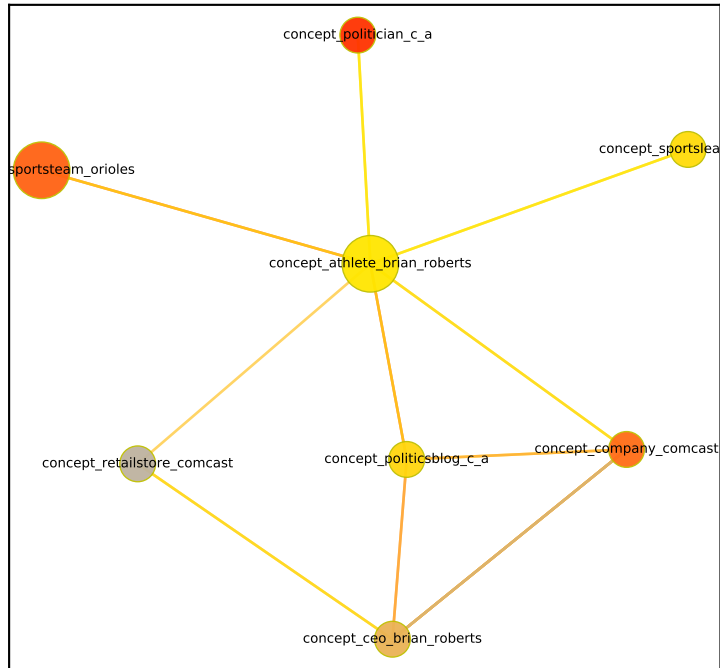 concept_politician_c_a
concept_sportslea
sportsteam_orioles
concept_athlete_brian_roberts
concept_company_comcast
concept_politicsblog_c_a
concept_retailstore_comcast
concept_ceo_brian_roberts